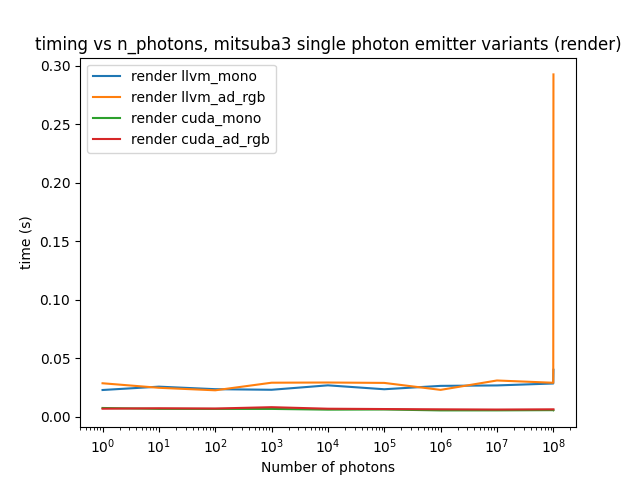 timing vs n_photons, mitsuba3 single photon emitter variants (render)
render llvm_mono
render llvm_ad_rgb
render cuda_mono
render cuda_ad_rgb
0.30
0.25
0.20
0.15
0.10
0.05
0.00
time (s)
10⁰ 10¹ 10² 10³ 10⁴ 10⁵ 10⁶ 10⁷ 10⁸
Number of photons